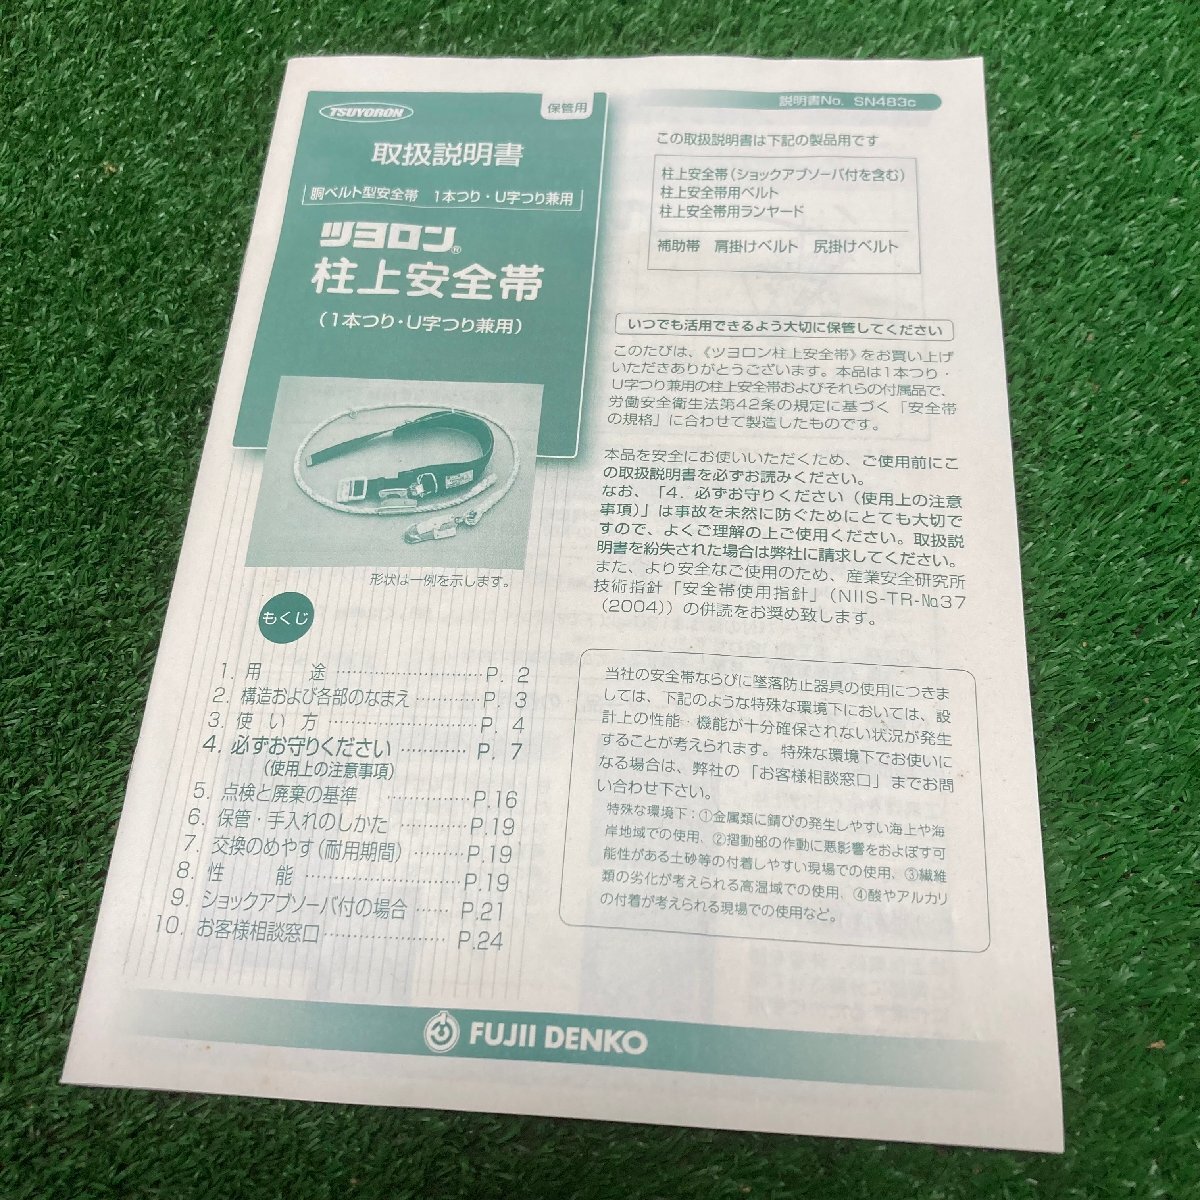 TSUYORON
保管用
取扱説明書
胴ベルト型安全帯 1本つり・U字つり兼用
ツヨロン®
柱上安全帯
(1本つり・U字つり兼用)
形状は一例を示します。
もくじ
1. 用 途 ……………………… P. 2
2. 構造および各部のなまえ ………… P. 3
3. 使 い 方 ……………………… P. 4
4. 必ずお守りください ………… P. 7
(使用上の注意事項)
5. 点検と廃棄の基準 …………… P.16
6. 保管・手入れのしかた ………… P.19
7. 交換のめやす(耐用期間) ……… P.19
8. 性 能 ……………………… P.19
9. ショックアブソーバ付の場合 …… P.21
10. お客様相談窓口 ………………… P.24
説明書No. SN483c
この取扱説明書は下記の製品用です
柱上安全帯(ショックアブソーバ付を含む)
柱上安全帯用ベルト
柱上安全帯用ランヤード
補助帯 肩掛けベルト 尻掛けベルト
いつでも活用できるよう大切に保管してください
このたびは、《ツヨロン柱上安全帯》をお買い上げ
いただきありがとうございます。本品は1本つり・
U字つり兼用の柱上安全帯およびそれらの付属品で、
労働安全衛生法第42条の規定に基づく「安全帯
の規格」に合わせて製造したものです。
本品を安全にお使いいただくため、ご使用前にこ
の取扱説明書を必ずお読みください。
なお、「4. 必ずお守りください(使用上の注意
事項)」は事故を未然に防ぐためにとても大切で
すので、よくご理解の上ご使用ください。取扱説
明書を紛失された場合は弊社に請求してください。
また、より安全なご使用のため、産業安全研究所
技術指針「安全帯使用指針」(NIIS-TR-№37
(2004))の併読をお奨め致します。
当社の安全帯ならびに墜落防止器具の使用につきま
しては、下記のような特殊な環境下においては、設
計上の性能・機能が十分確保されない状況が発生
することが考えられます。特殊な環境下でお使いに
なる場合は、弊社の「お客様相談窓口」までお問
い合わせ下さい。
特殊な環境下:①金属類に錆びの発生しやすい海上や海
岸地域での使用、②摺動部の作動に悪影響をおよぼす可
能性がある土砂等の付着しやすい現場での使用、③繊維
類の劣化が考えられる高温域での使用、④酸やアルカリ
の付着が考えられる現場での使用など。
FUJII DENKO